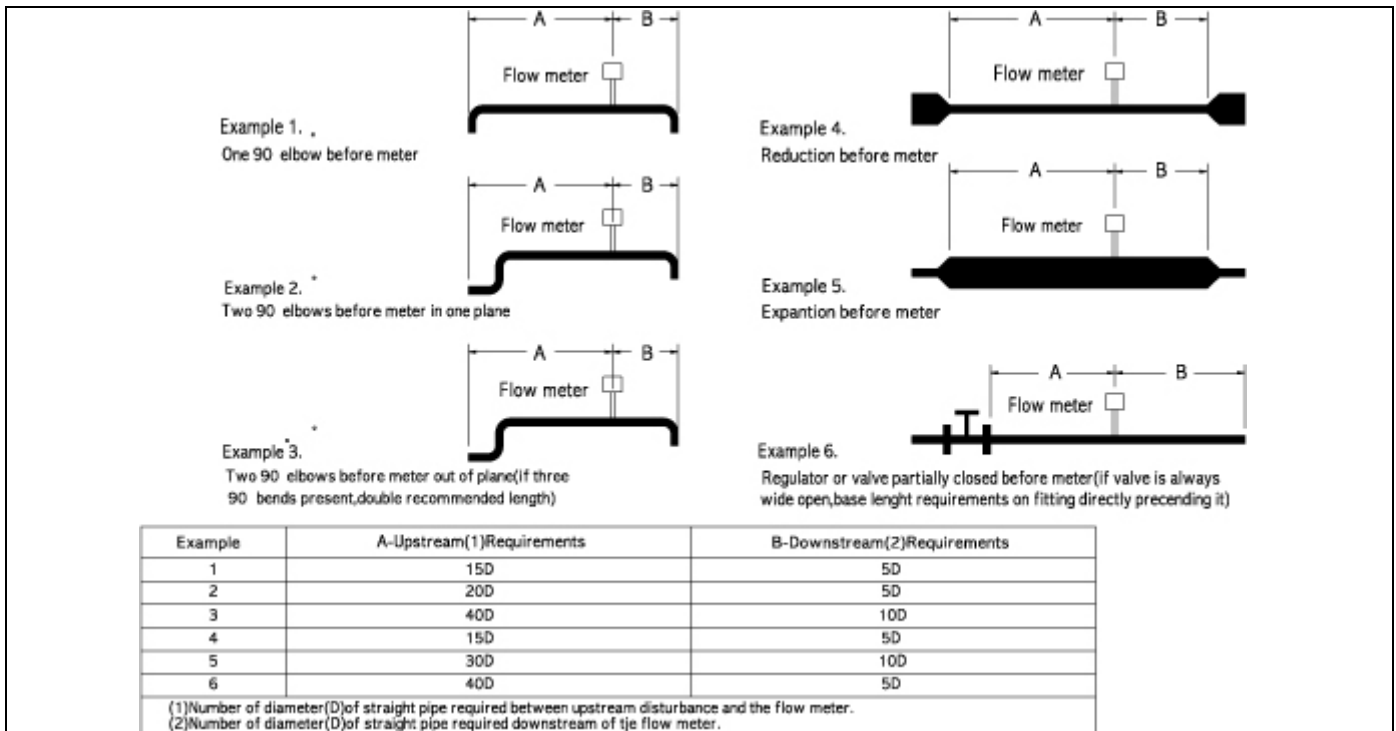 A
B
Flow meter
Example 1.
One 90 elbow before meter
A
B
Flow meter
Example 2.
Two 90 elbows before meter in one plane
A
B
Flow meter
Example 3.
Two 90 elbows before meter out of plane(if three
90 bends present,double recommended length)
A
B
Flow meter
Example 4.
Reduction before meter
A
B
Flow meter
Example 5.
Expantion before meter
A
B
Flow meter
Example 6.
Regulator or valve partially closed before meter(if valve is always
wide open,base lenght requirements on fitting directly precending it)
Example A-Upstream(1)Requirements B-Downstream(2)Requirements
1 15D 5D
2 20D 5D
3 40D 10D
4 15D 5D
5 30D 10D
6 40D 5D
(1)Number of diameter(D)of straight pipe required between upstream disturbance and the flow meter.
(2)Number of diameter(D)of straight pipe required downstream of tje flow meter.